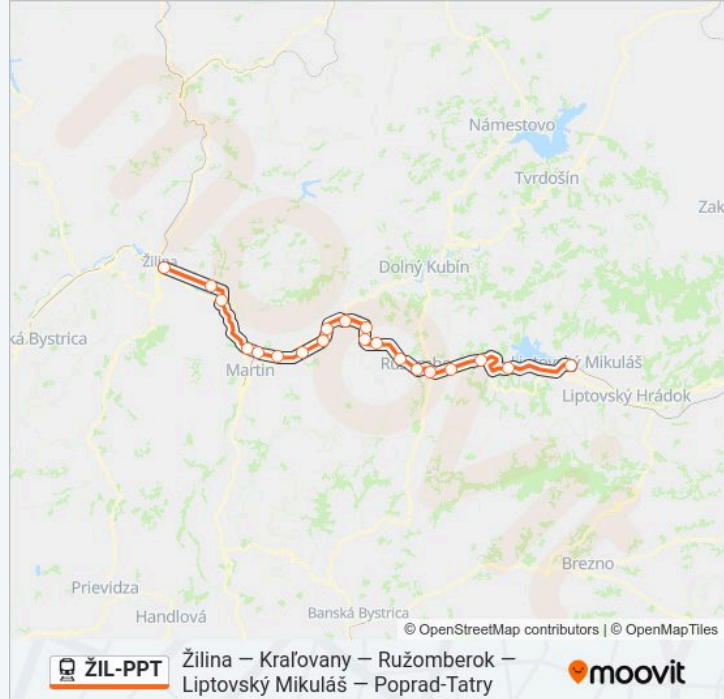 Námestovo
Tvrdošín
Zak
Žilina
Dolný Kubín
ká Bystrica
Martin
Liptovský Mikuláš
Liptovský Hrádok
Brezno
Prievidza
Handlová
Banská Bystrica
© OpenStreetMap contributors | © OpenMapTiles
ŽIL-PPT
Žilina — Kraľovany — Ružomberok —
Liptovský Mikuláš — Poprad-Tatry
moovit